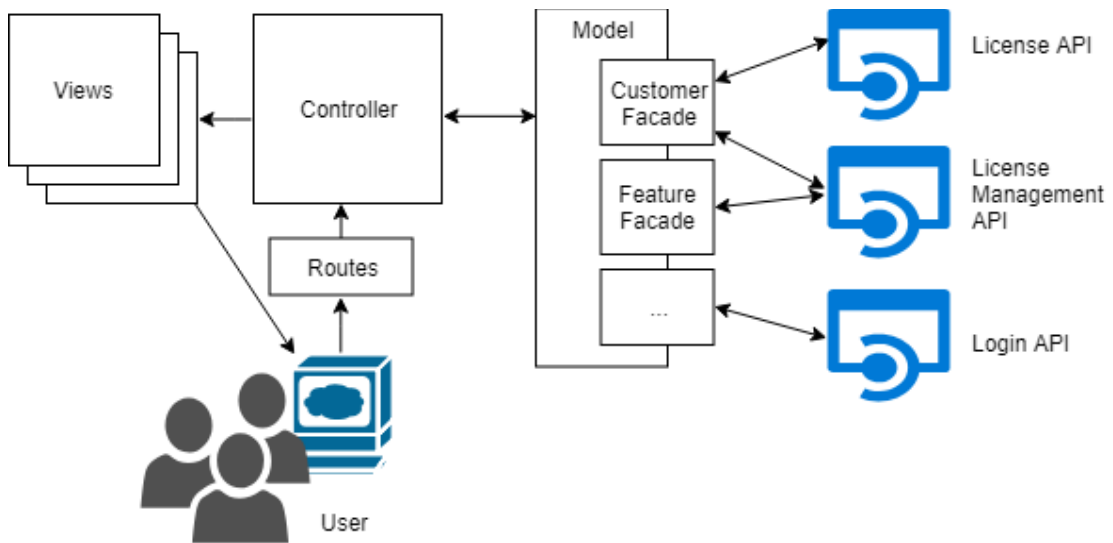 Views
Controller
Model
Customer
Facade
Feature
Facade
...
License API
License
Management
API
Login API
Routes
User